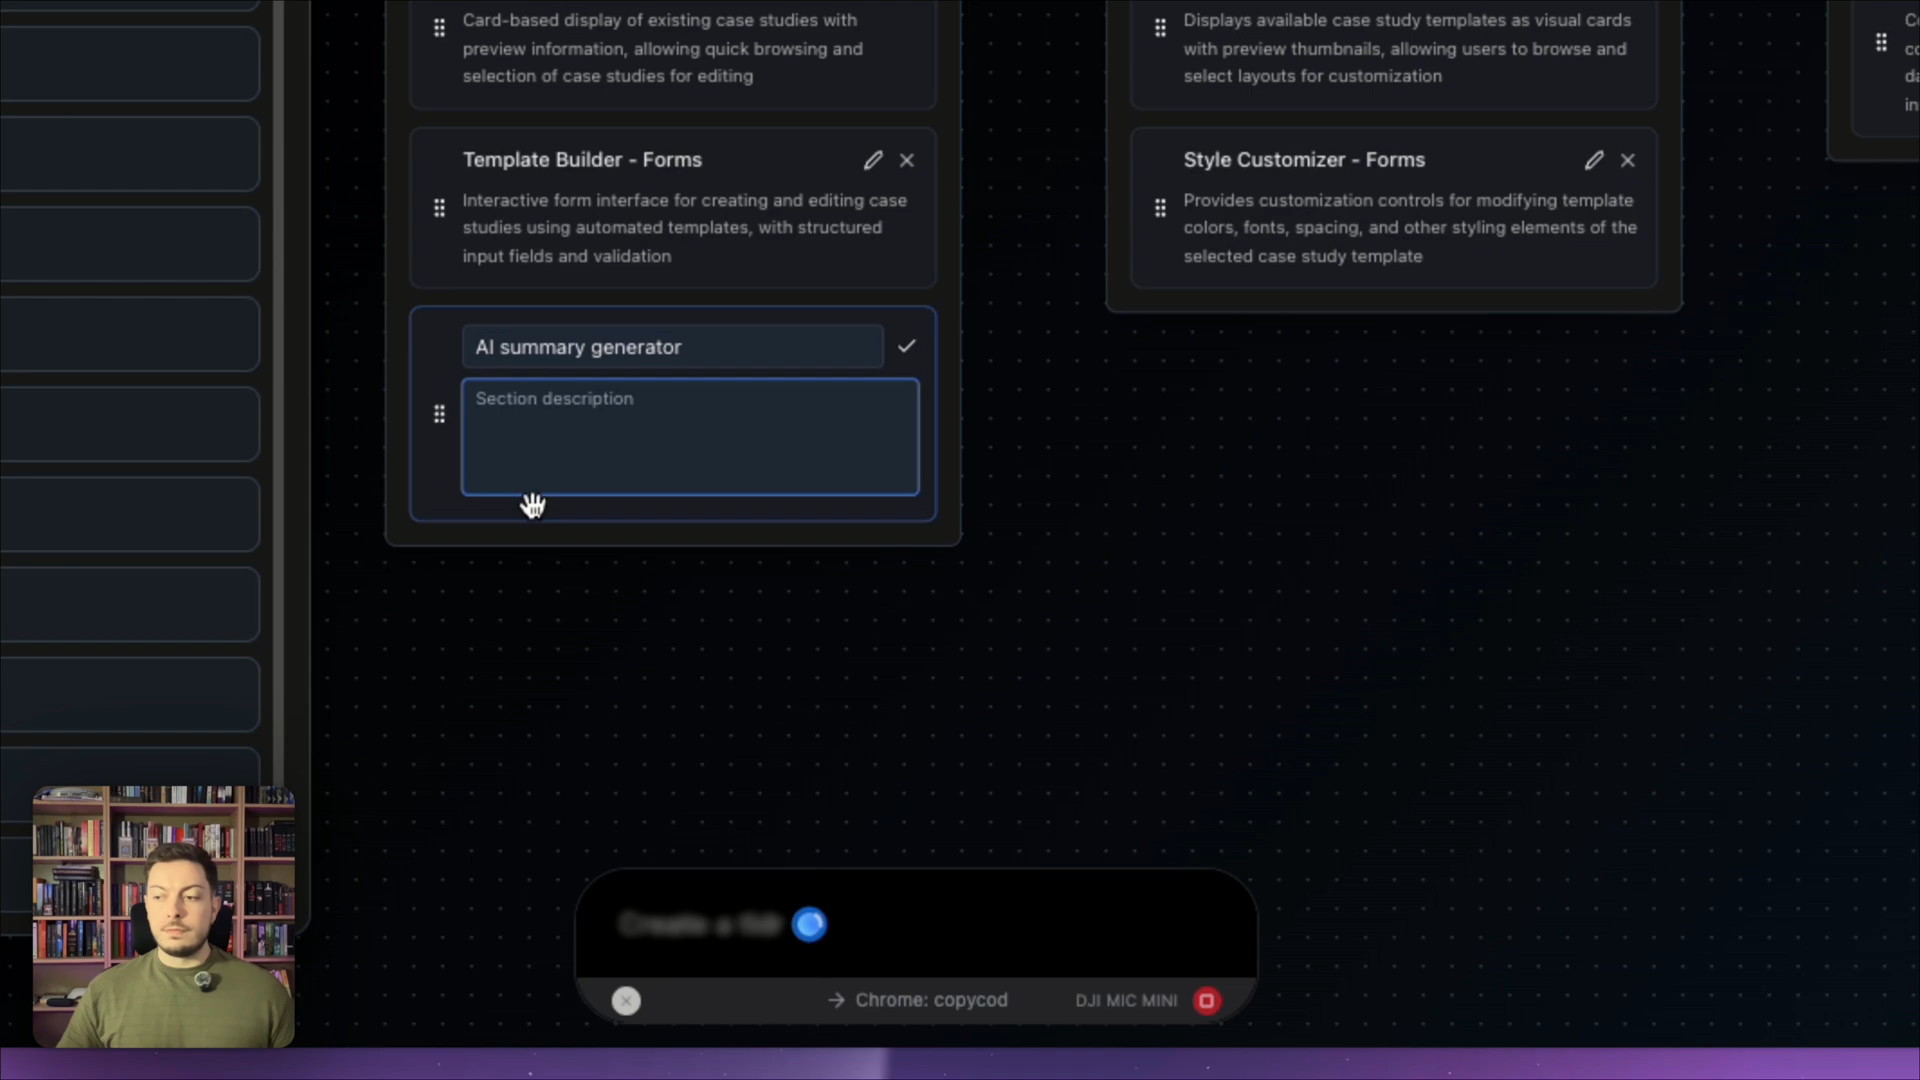 Card-based display of existing case studies with
preview information, allowing quick browsing and
selection of case studies for editing
Template Builder - Forms
Interactive form interface for creating and editing case
studies using automated templates, with structured
input fields and validation
AI summary generator
Section description
Displays available case study templates as visual cards
with preview thumbnails, allowing users to browse and
select layouts for customization
Style Customizer - Forms
Provides customization controls for modifying template
colors, fonts, spacing, and other styling elements of the
selected case study template
Create a tldr
→ Chrome: copycod
DJI MIC MINI